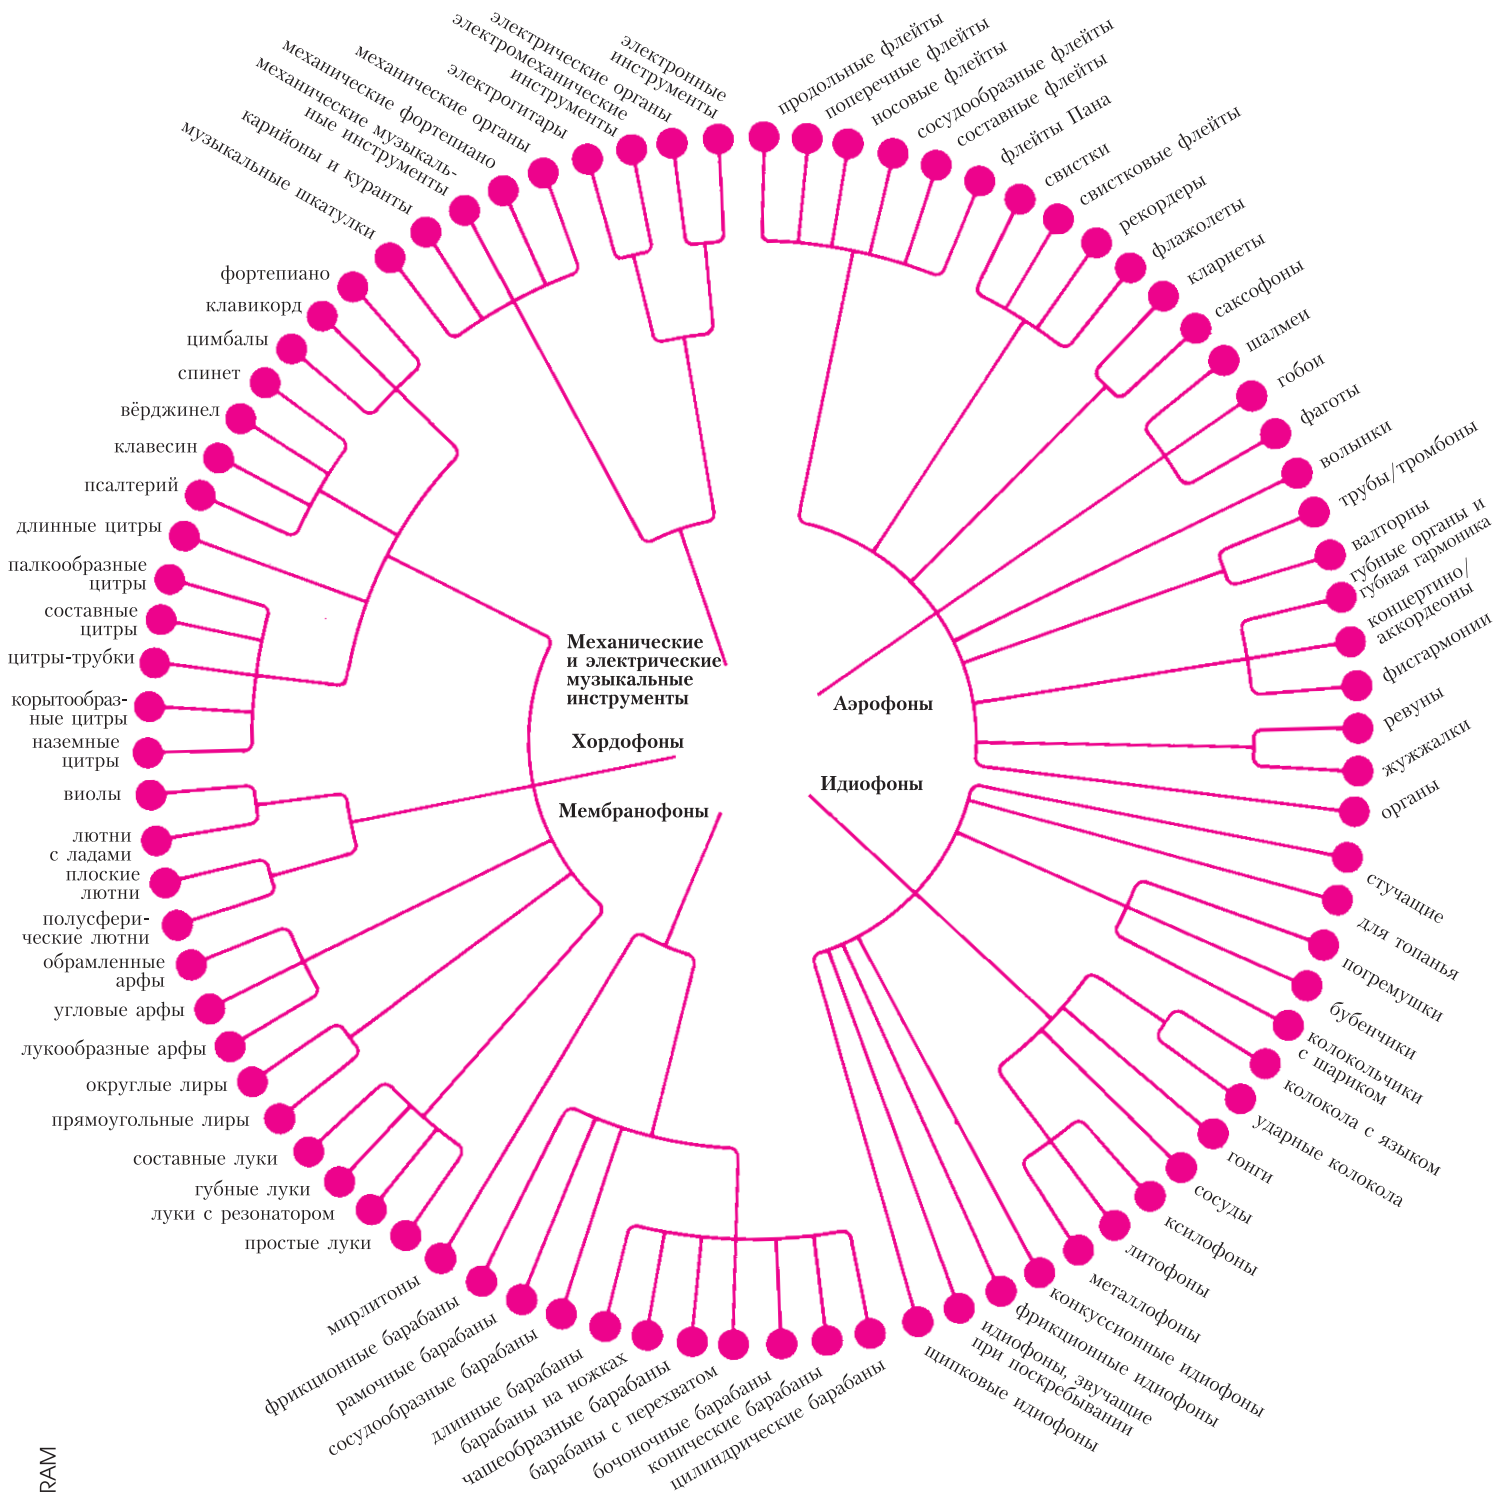 электронные
инструменты
электрические органы
электромеханические
инструменты
электрогитары
механические органы
механические фортепиано
механические музыкаль-
ные инструменты
карийоны и куранты
музыкальные шкатулки
фортепиано
клавикорд
цимбалы
спинет
вёрджинел
клавесин
псалтерий
длинные цитры
палкообразные
цитры
составные
цитры
цитры-трубки
корытообраз-
ные цитры
наземные
цитры
виолы
лютни
с ладами
плоские
лютни
полусфери-
ческие лютни
обрамленные
арфы
угловые арфы
лукообразные арфы
округлые лиры
прямоугольные лиры
составные луки
губные луки
луки с резонатором
простые луки
мирлитоны
фрикционные барабаны
рамочные барабаны
сосудообразные барабаны
длинные барабаны
барабаны на ножках
чашеобразные барабаны
барабаны с перехватом
бочоночные барабаны
конические барабаны
цилиндрические барабаны
продольные флейты
поперечные флейты
носовые флейты
сосудообразные флейты
составные флейты
флейты Пана
свистки
свистковые флейты
рекордеры
флажолеты
кларнеты
саксофоны
шалмеи
гобои
фаготы
волынки
трубы/тромбоны
валторны
губные органы и
губная гармоника
концертино/
аккордеоны
фисгармонии
ревуны
жужжалки
органы
стучащие
для топанья
погремушки
бубенчики
колокольчики
с шариком
колокола с языком
ударные колокола
гонги
сосуды
ксилофоны
литофоны
металлофоны
конкуссионные идиофоны
фрикционные идиофоны
идиофоны, звучащие
при поскребывании
щипковые идиофоны
Механические
и электрические
музыкальные
инструменты
Хордофоны
Мембранофоны
Аэрофоны
Идиофоны
RAM